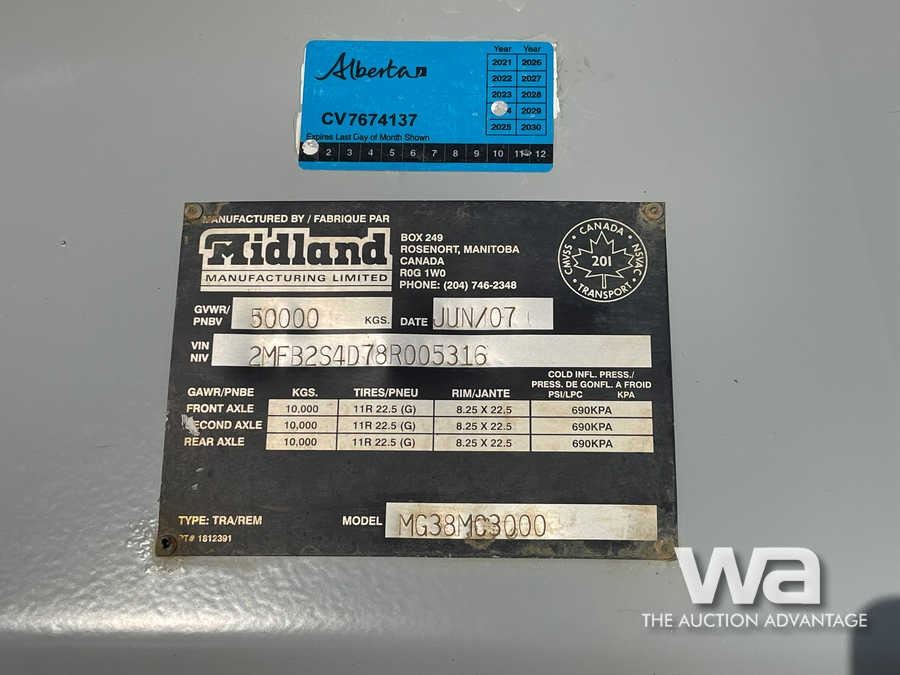 Alberta
Year Year
2021 2026
2022 2027
2023 2028
4 2029
2025 2030
CV7674137
Expires Last Day of Month Shown
2 3 4 5 6 7 8 9 10 11 12
MANUFACTURED BY / FABRIQUE PAR
Midland
MANUFACTURING LIMITED
BOX 249
ROSENORT, MANITOBA
CANADA
R0G 1W0
PHONE: (204) 746-2348
CANADA
CMVSS
NSVAC
201
TRANSPORT
GVWR/
PNBV 50000 KGS. DATE JUN/07
VIN
NIV 2MFB2S4D78R005316
COLD INFL. PRESS./
PRESS. DE GONFL. A FROID
GAWR/PNBE KGS. TIRES/PNEU RIM/JANTE PSI/LPC KPA
FRONT AXLE 10,000 11R 22.5 (G) 8.25 X 22.5 690KPA
SECOND AXLE 10,000 11R 22.5 (G) 8.25 X 22.5 690KPA
REAR AXLE 10,000 11R 22.5 (G) 8.25 X 22.5 690KPA
TYPE: TRA/REM MODEL MG38MC3000
PT# 1812391
wa
THE AUCTION ADVANTAGE